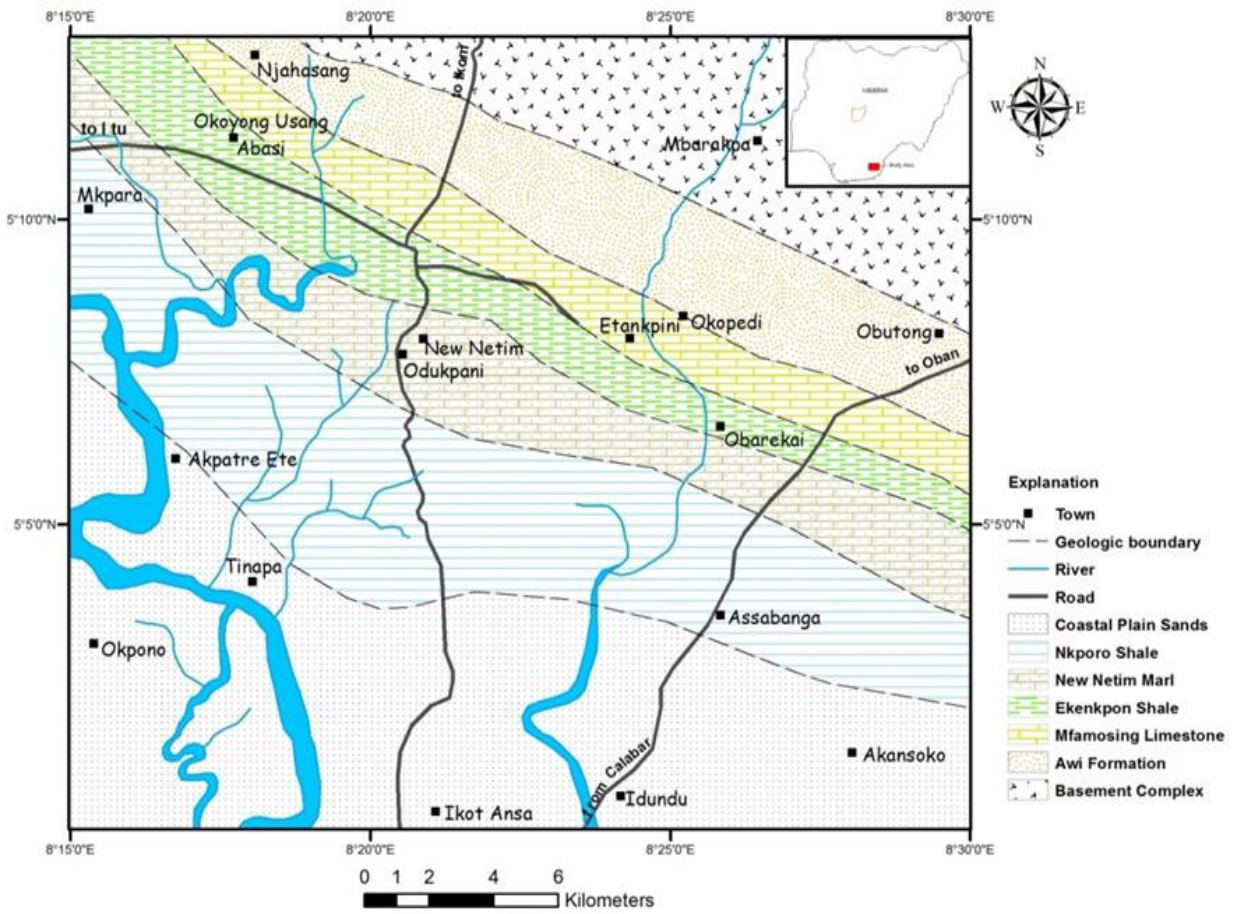 8°15'0"E 8°20'0"E 8°25'0"E 8°30'0"E
to Ikom
Njahasang
NIGERIA
N
W E
S
Okoyong Usang
Abasi
to Itu
Mbarakpa
Study Area
Mkpara
5°10'0"N 5°10'0"N
Etankpini Okopedi
Obutong
New Netim
Odukpani
to Oban
Obarekai
Akpatre Ete
5°5'0"N 5°5'0"N
Tinapa
Assabanga
Okpono
Akansoko
from Calabar
Idundu
Ikot Ansa
8°15'0"E 8°20'0"E 8°25'0"E 8°30'0"E
0 1 2 4 6
Kilometers
Explanation
Town
Geologic boundary
River
Road
Coastal Plain Sands
Nkporo Shale
New Netim Marl
Ekenkpon Shale
Mfamosing Limestone
Awi Formation
Basement Complex